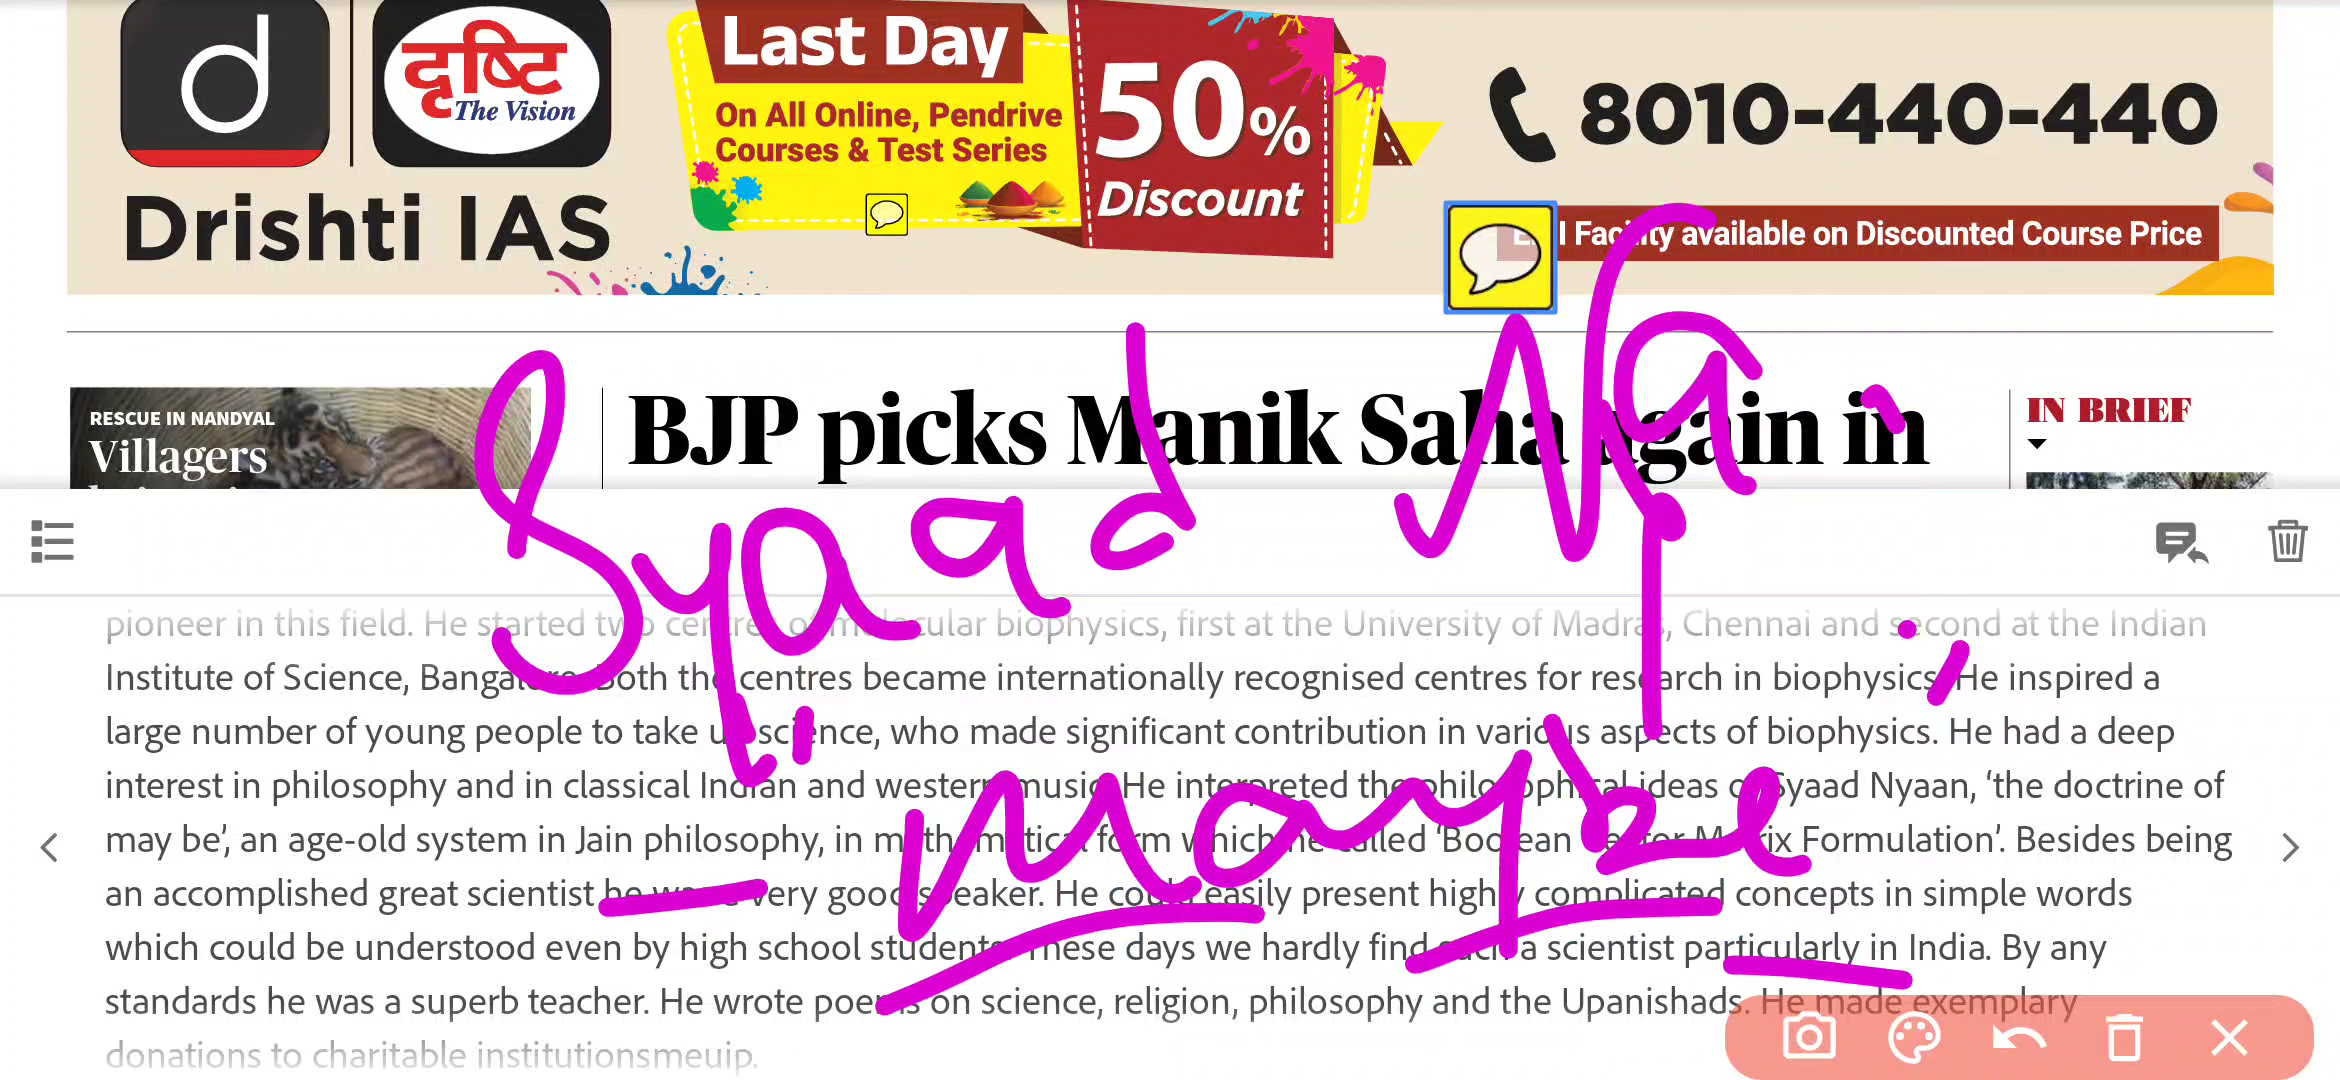 दृष्टि
The Vision
Drishti IAS
Last Day
On All Online, Pendrive
Courses & Test Series
50%
Discount
8010-440-440
EMI Facility available on Discounted Course Price
RESCUE IN NANDYAL
Villagers
BJP picks Manik Saha again in
IN BRIEF
Syaad Nya
maybe
pioneer in this field. He started two centres of molecular biophysics, first at the University of Madras, Chennai and second at the Indian
Institute of Science, Bangalore. Both the centres became internationally recognised centres for research in biophysics. He inspired a
large number of young people to take up science, who made significant contribution in various aspects of biophysics. He had a deep
interest in philosophy and in classical Indian and western music. He interpreted the philosophical ideas of Syaad Nyaan, ‘the doctrine of
may be’, an age-old system in Jain philosophy, in mathematical form which he called ‘Boolean Vector Matrix Formulation’. Besides being
an accomplished great scientist he was a very good speaker. He could easily present highly complicated concepts in simple words
which could be understood even by high school students. These days we hardly find such a scientist particularly in India. By any
standards he was a superb teacher. He wrote poems on science, religion, philosophy and the Upanishads. He made exemplary
donations to charitable institutionsmeuip.